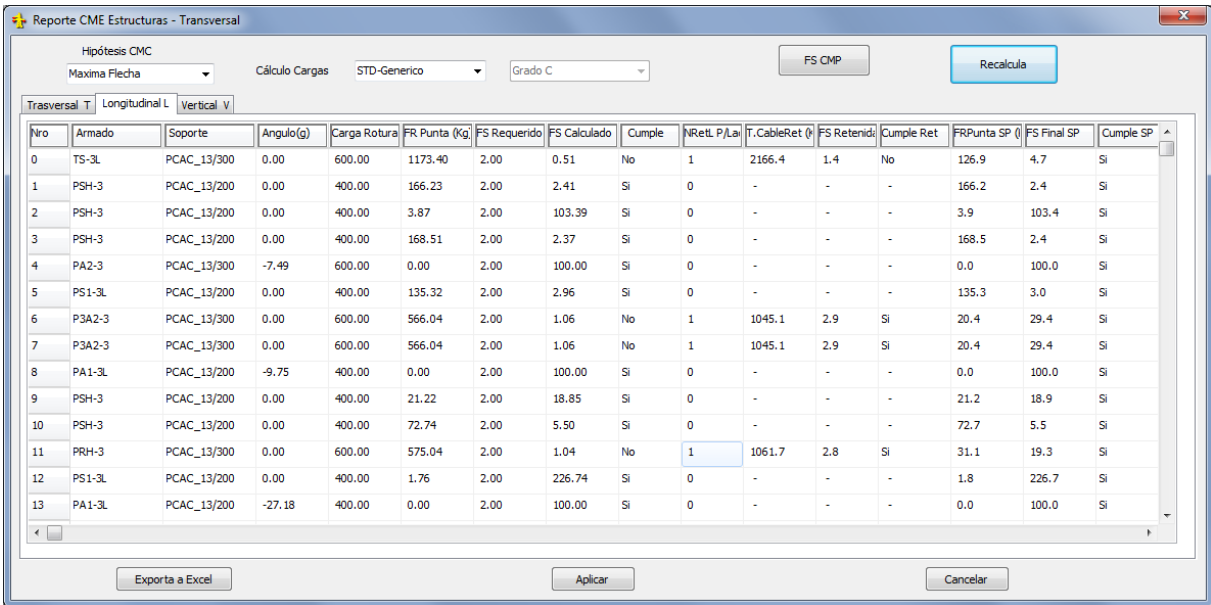 Reporte CME Estructuras - Transversal
Hipótesis CMC
Maxima Flecha
Cálculo Cargas
STD-Generico
Grado C
FS CMP
Recalcula
Trasversal T Longitudinal L Vertical V
Nro Armado Soporte Angulo(g) Carga Rotura FR Punta (Kg) FS Requerido FS Calculado Cumple NRetL P/La T.CableRet ( FS Retenida Cumple Ret FRPunta SP ( FS Final SP Cumple SP
0 TS-3L PCAC_13/300 0.00 600.00 1173.40 2.00 0.51 No 1 2166.4 1.4 No 126.9 4.7 Si
1 PSH-3 PCAC_13/200 0.00 400.00 166.23 2.00 2.41 Si 0 - - - 166.2 2.4 Si
2 PSH-3 PCAC_13/200 0.00 400.00 3.87 2.00 103.39 Si 0 - - - 3.9 103.4 Si
3 PSH-3 PCAC_13/200 0.00 400.00 168.51 2.00 2.37 Si 0 - - - 168.5 2.4 Si
4 PA2-3 PCAC_13/300 -7.49 600.00 0.00 2.00 100.00 Si 0 - - - 0.0 100.0 Si
5 PS1-3L PCAC_13/200 0.00 400.00 135.32 2.00 2.96 Si 0 - - - 135.3 3.0 Si
6 P3A2-3 PCAC_13/300 0.00 600.00 566.04 2.00 1.06 No 1 1045.1 2.9 Si 20.4 29.4 Si
7 P3A2-3 PCAC_13/300 0.00 600.00 566.04 2.00 1.06 No 1 1045.1 2.9 Si 20.4 29.4 Si
8 PA1-3L PCAC_13/200 -9.75 400.00 0.00 2.00 100.00 Si 0 - - - 0.0 100.0 Si
9 PSH-3 PCAC_13/200 0.00 400.00 21.22 2.00 18.85 Si 0 - - - 21.2 18.9 Si
10 PSH-3 PCAC_13/200 0.00 400.00 72.74 2.00 5.50 Si 0 - - - 72.7 5.5 Si
11 PRH-3 PCAC_13/300 0.00 600.00 575.04 2.00 1.04 No 1 1061.7 2.8 Si 31.1 19.3 Si
12 PS1-3L PCAC_13/200 0.00 400.00 1.76 2.00 226.74 Si 0 - - - 1.8 226.7 Si
13 PA1-3L PCAC_13/200 -27.18 400.00 0.00 2.00 100.00 Si 0 - - - 0.0 100.0 Si
Exporta a Excel Aplicar Cancelar